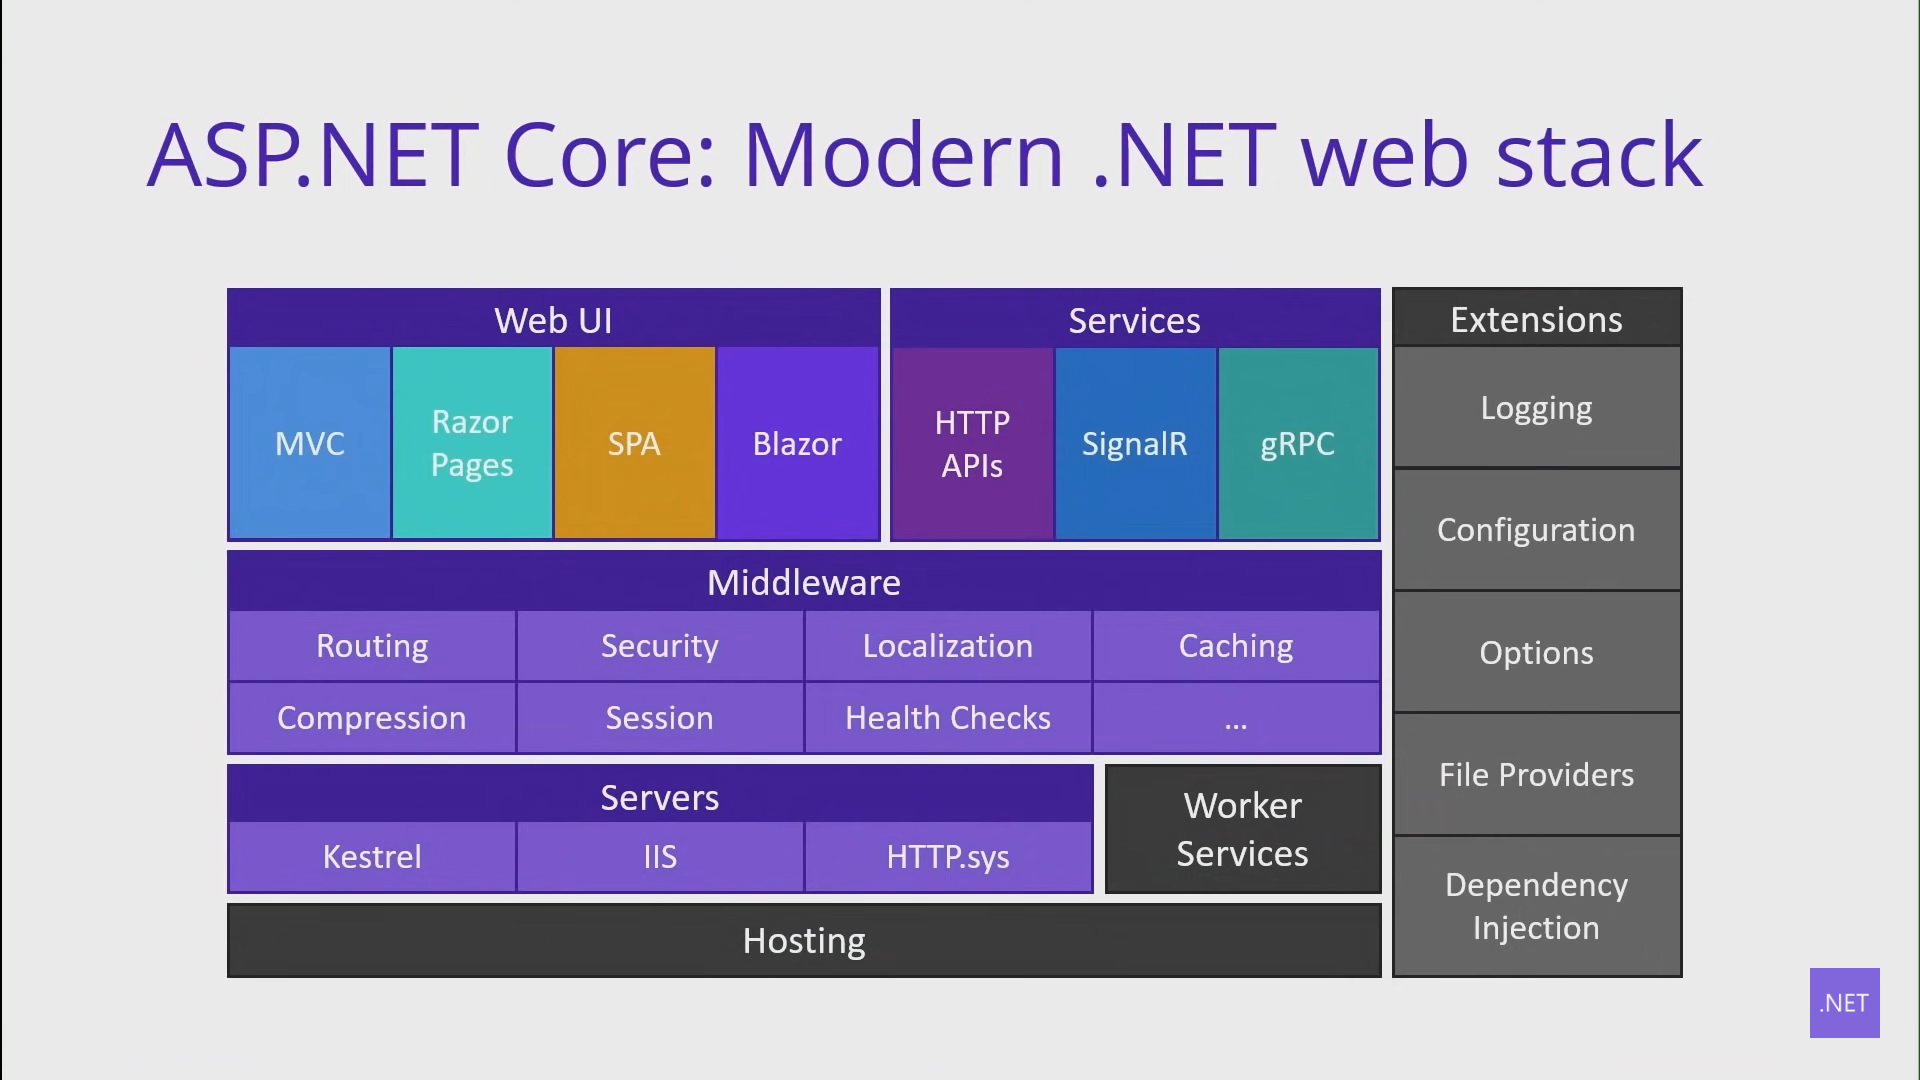 ASP.NET Core: Modern .NET web stack
Web UI
MVC
Razor
Pages
SPA
Blazor
Services
HTTP
APIs
SignalR
gRPC
Middleware
Routing
Security
Localization
Caching
Compression
Session
Health Checks
...
Servers
Kestrel
IIS
HTTP.sys
Worker
Services
Hosting
Extensions
Logging
Configuration
Options
File Providers
Dependency
Injection
.NET